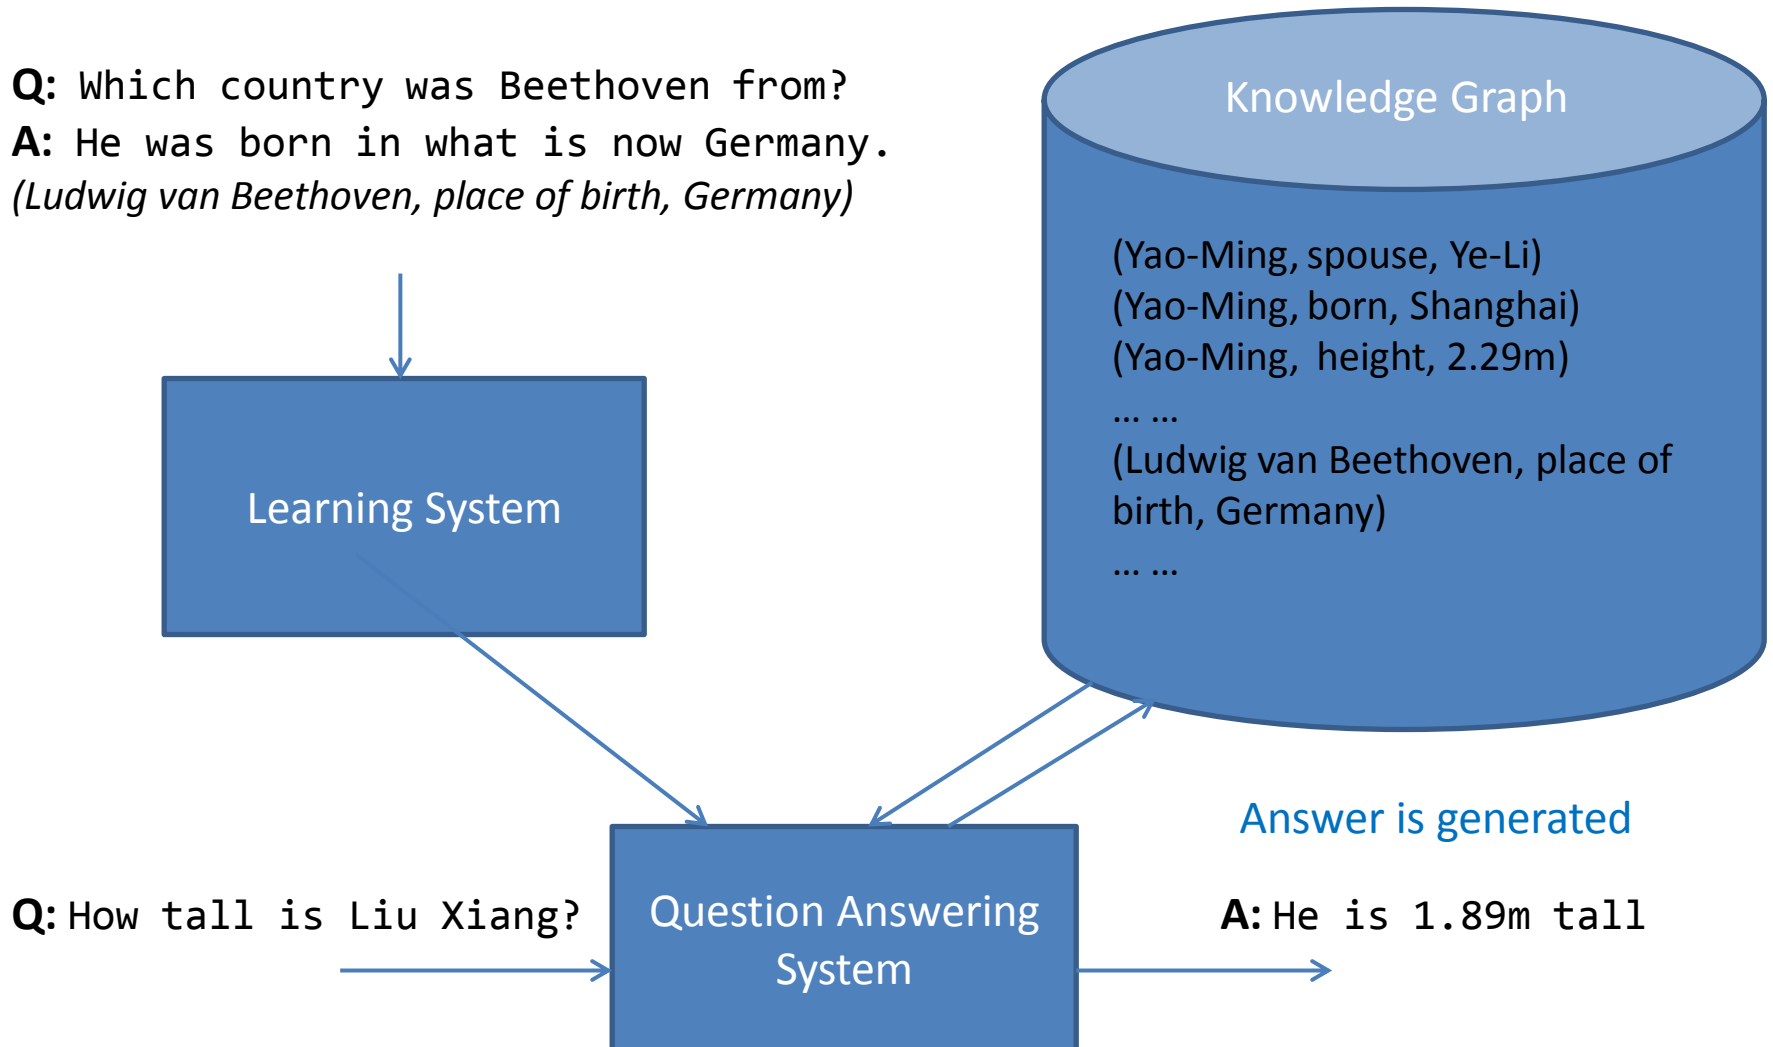 Q: Which country was Beethoven from?
A: He was born in what is now Germany.
(Ludwig van Beethoven, place of birth, Germany)
Knowledge Graph
(Yao-Ming, spouse, Ye-Li)
(Yao-Ming, born, Shanghai)
(Yao-Ming, height, 2.29m)
... ...
(Ludwig van Beethoven, place of
birth, Germany)
... ...
Learning System
Answer is generated
Q: How tall is Liu Xiang?
Question Answering
System
A: He is 1.89m tall